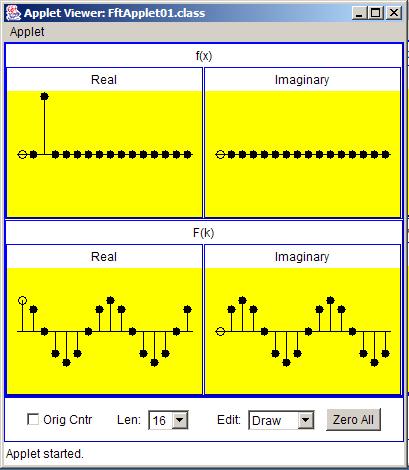 Applet Viewer: FftApplet01.class
Applet
f(x)
Real Imaginary
F(k)
Real Imaginary
Orig Cntr Len: 16 Edit: Draw Zero All
Applet started.